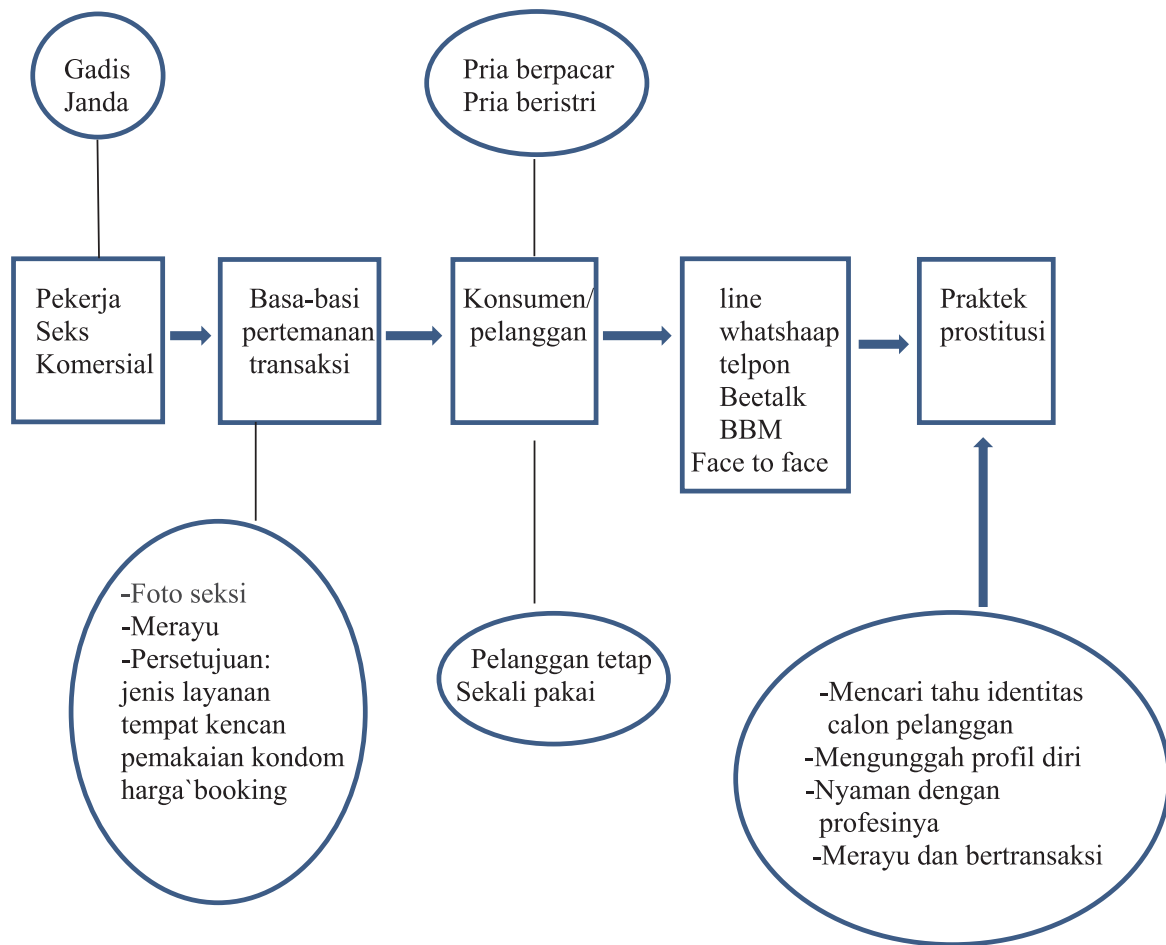 Gadis
Janda
Pria berpacar
Pria beristri
Pekerja
Seks
Komersial
Basa-basi
pertemanan
transaksi
Konsumen/
pelanggan
line
whatshaap
telpon
Beetalk
BBM
Face to face
Praktek
prostitusi
-Foto seksi
-Merayu
-Persetujuan:
jenis layanan
tempat kencan
pemakaian kondom
harga`booking
Pelanggan tetap
Sekali pakai
-Mencari tahu identitas
calon pelanggan
-Mengunggah profil diri
-Nyaman dengan
profesinya
-Merayu dan bertransaksi